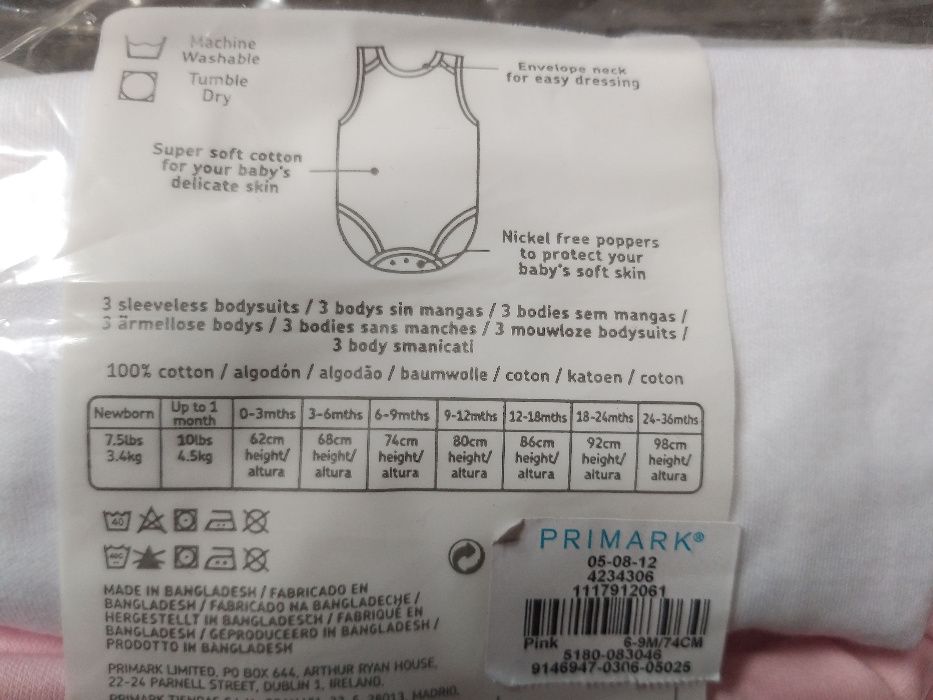 Machine
Washable
Tumble
Dry
Envelope neck
for easy dressing
Super soft cotton
for your baby's
delicate skin
Nickel free poppers
to protect your
baby's soft skin
3 sleeveless bodysuits / 3 bodys sin mangas / 3 bodies sem mangas /
3 ärmellose bodys / 3 bodies sans manches / 3 mouwloze bodysuits /
3 body smanicati
100% cotton / algodón / algodão / baumwolle / coton / katoen / coton
Newborn Up to 1 month 0-3mths 3-6mths 6-9mths 9-12mths 12-18mths 18-24mths 24-36mths
7.5lbs 10lbs 62cm 68cm 74cm 80cm 86cm 92cm 98cm
3.4kg 4.5kg height/ height/ height/ height/ height/ height/ height/
altura altura altura altura altura altura altura
40
40C
MADE IN BANGLADESH / FABRICADO EN
BANGLADESH / FABRICADO NA BANGLADECHE /
HERGESTELLT IN BANGLADESCH / FABRIQUÉ EN
BANGLADESH / GEPRODUCEERD IN BANGLADESH /
PRODOTTO IN BANGLADESH
PRIMARK LIMITED, PO BOX 644, ARTHUR RYAN HOUSE,
22-24 PARNELL STREET, DUBLIN 1, IRELAND.
PRIMARK TIENDAS 28013, MADRID,
PRIMARK®
05-08-12
4234306
1117912061
Pink 6-9M/74CM
5180-083046
9146947-0306-05025